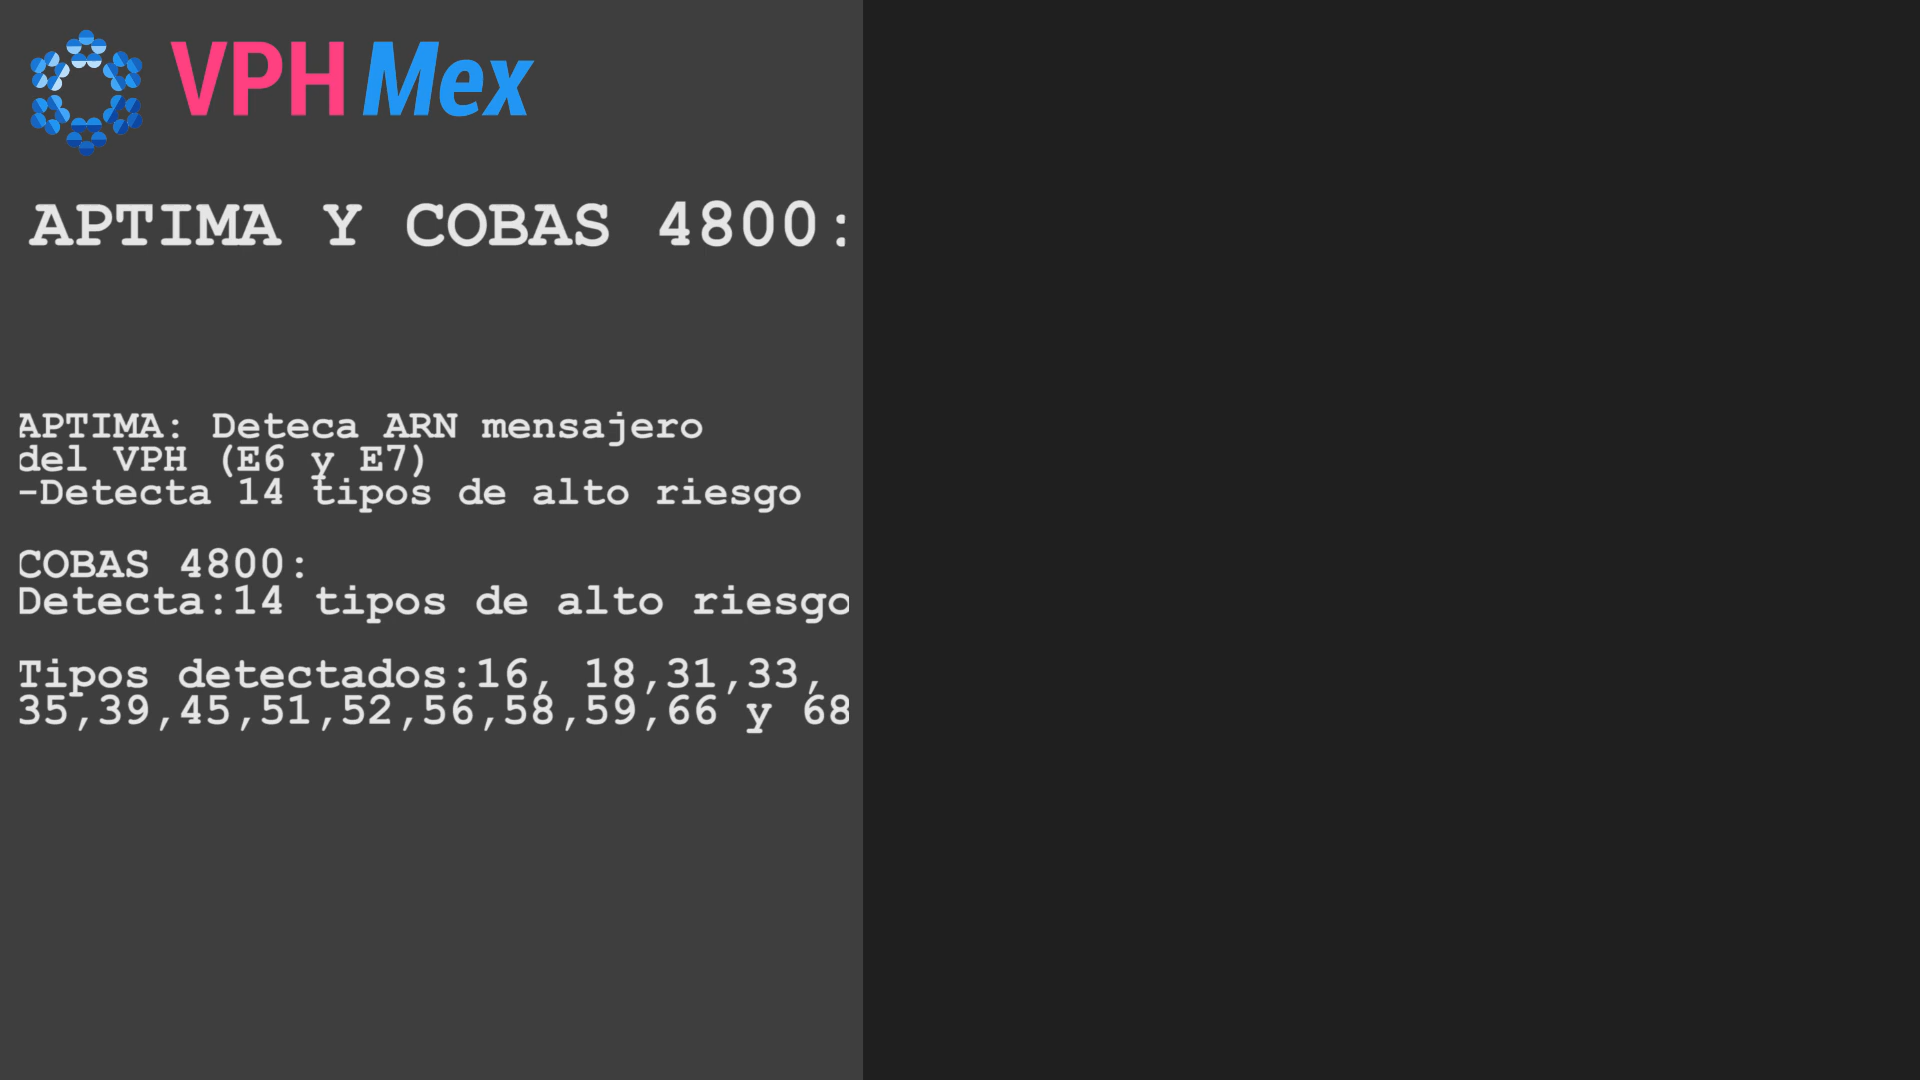 VPH Mex
APTIMA Y COBAS 4800:
APTIMA: Deteca ARN mensajero
del VPH (E6 y E7)
-Detecta 14 tipos de alto riesgo
COBAS 4800:
Detecta:14 tipos de alto riesgo
Tipos detectados:16, 18,31,33,
35,39,45,51,52,56,58,59,66 y 68